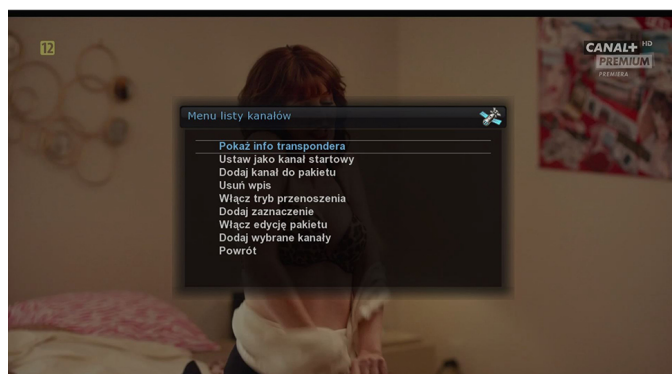 12
CANAL+ HD
PREMIUM
PREMIERA
Menu listy kanałów
Pokaż info transpondera
Ustaw jako kanał startowy
Dodaj kanał do pakietu
Usuń wpis
Włącz tryb przenoszenia
Dodaj zaznaczenie
Włącz edycję pakietu
Dodaj wybrane kanały
Powrót